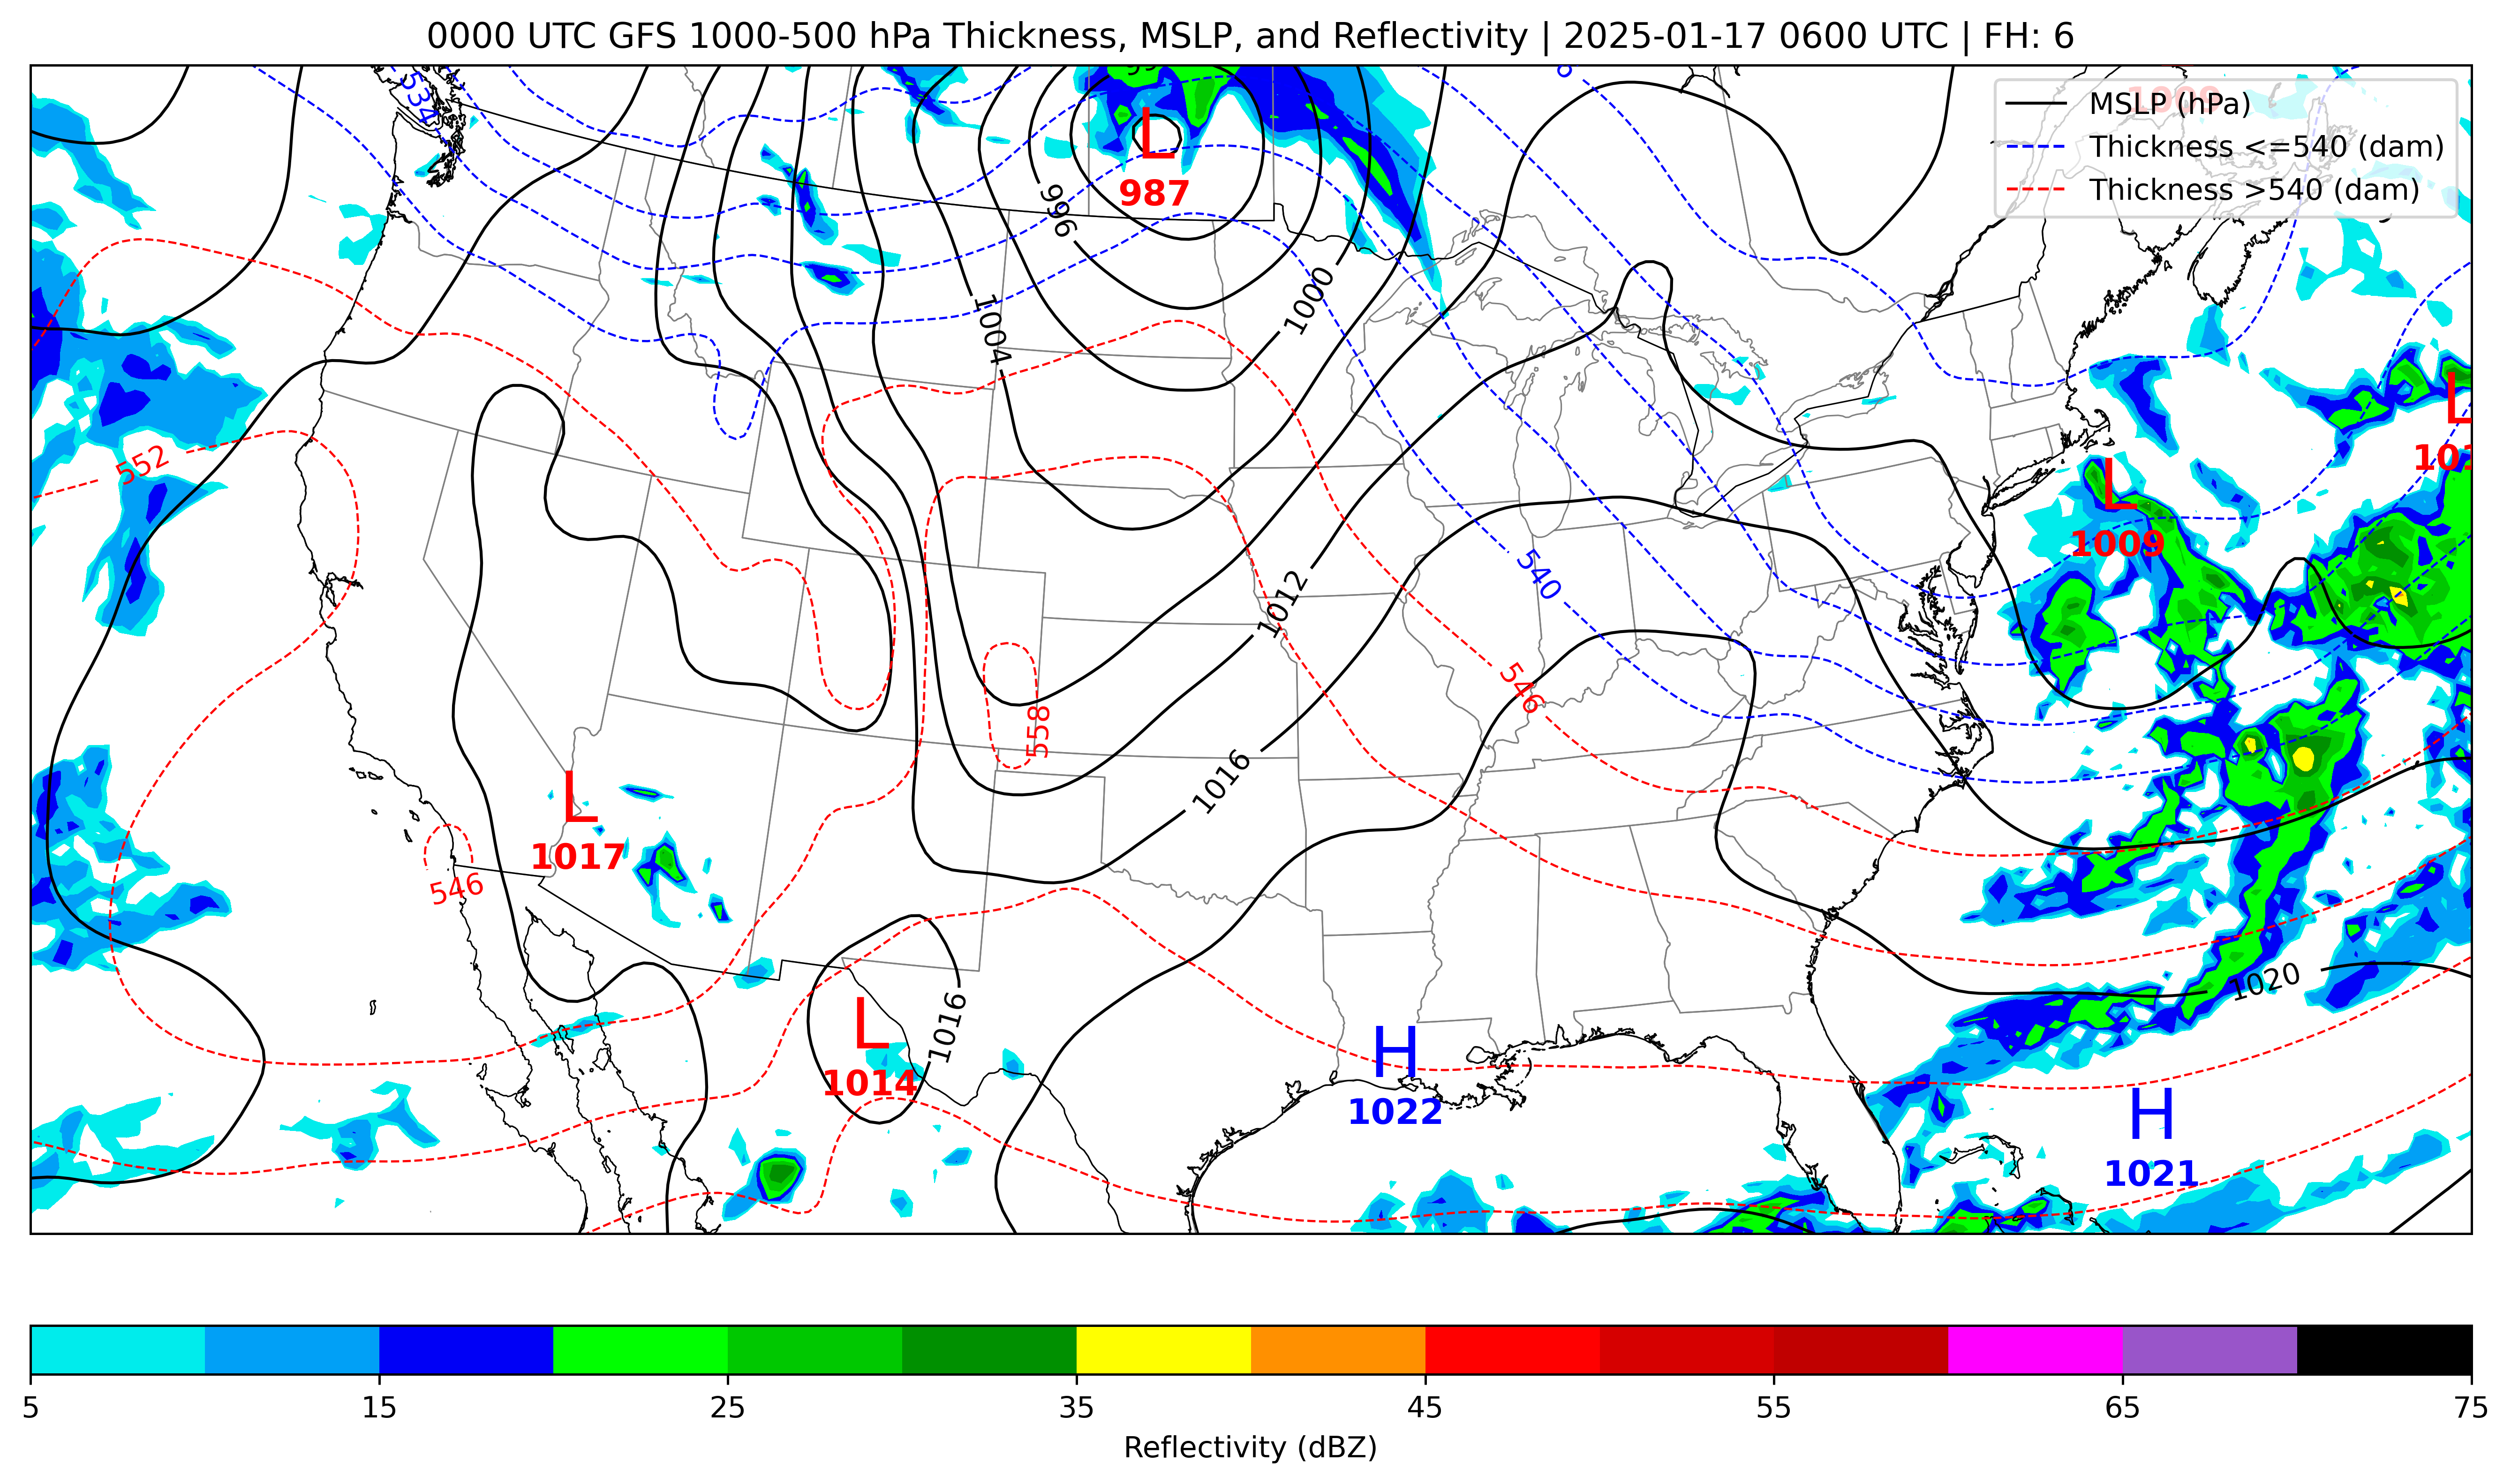 0000 UTC GFS 1000-500 hPa Thickness, MSLP, and Reflectivity | 2025-01-17 0600 UTC | FH: 6
MSLP (hPa)
Thickness <=540 (dam)
Thickness >540 (dam)
534
L
987
996
1000
1004
L
552
L
1009
540
1012
546
558
1016
L
1017
546
1020
1016
L
1014
H
1022
H
1021
5 15 25 35 45 55 65 75
Reflectivity (dBZ)